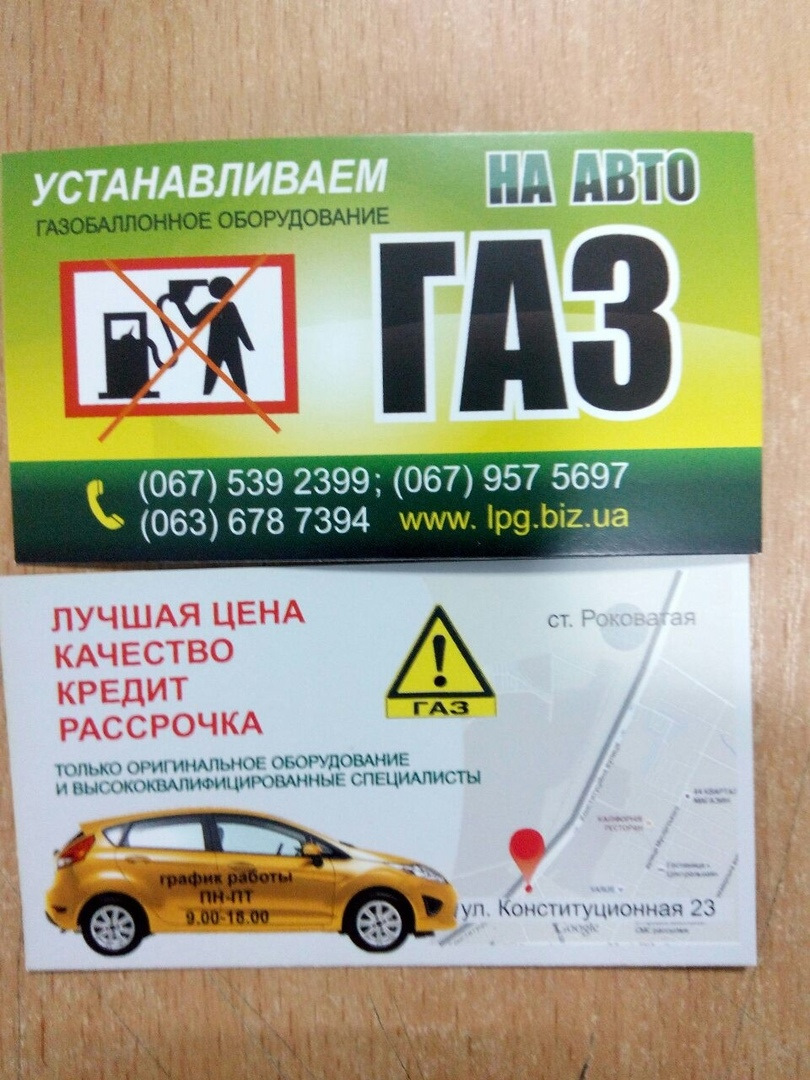 УСТАНАВЛИВАЕМ
ГАЗОБАЛЛОННОЕ ОБОРУДОВАНИЕ
НА АВТО
ГАЗ
(067) 539 2399; (067) 957 5697
(063) 678 7394 www. lpg.biz.ua
ЛУЧШАЯ ЦЕНА
КАЧЕСТВО
КРЕДИТ
РАССРОЧКА
ГАЗ
ст. Роковатая
ТОЛЬКО ОРИГИНАЛЬНОЕ ОБОРУДОВАНИЕ
И ВЫСОКОКВАЛИФИЦИРОВАННЫЕ СПЕЦИАЛИСТЫ
график работы
ПН-ПТ
9.00-18.00
ул. Конституционная 23
Google